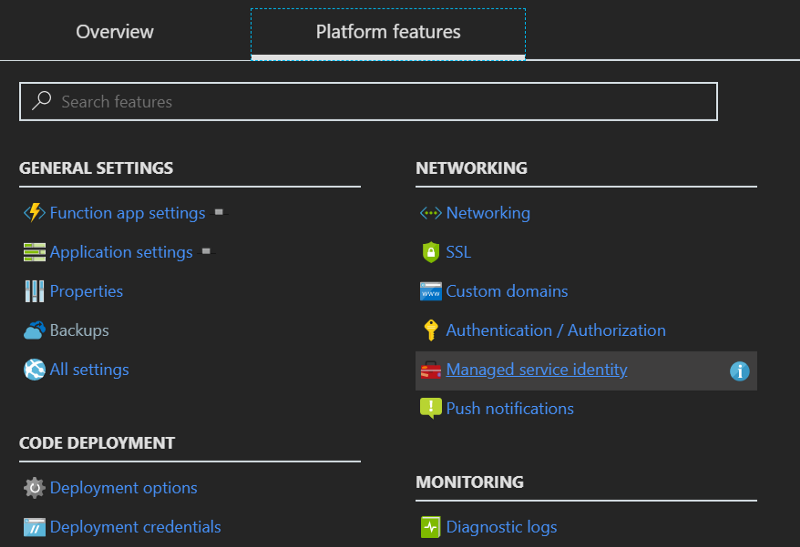 Overview
Platform features
Search features
GENERAL SETTINGS
Function app settings
Application settings
Properties
Backups
All settings
CODE DEPLOYMENT
Deployment options
Deployment credentials
NETWORKING
Networking
SSL
www
Custom domains
Authentication / Authorization
Managed service identity
Push notifications
MONITORING
Diagnostic logs